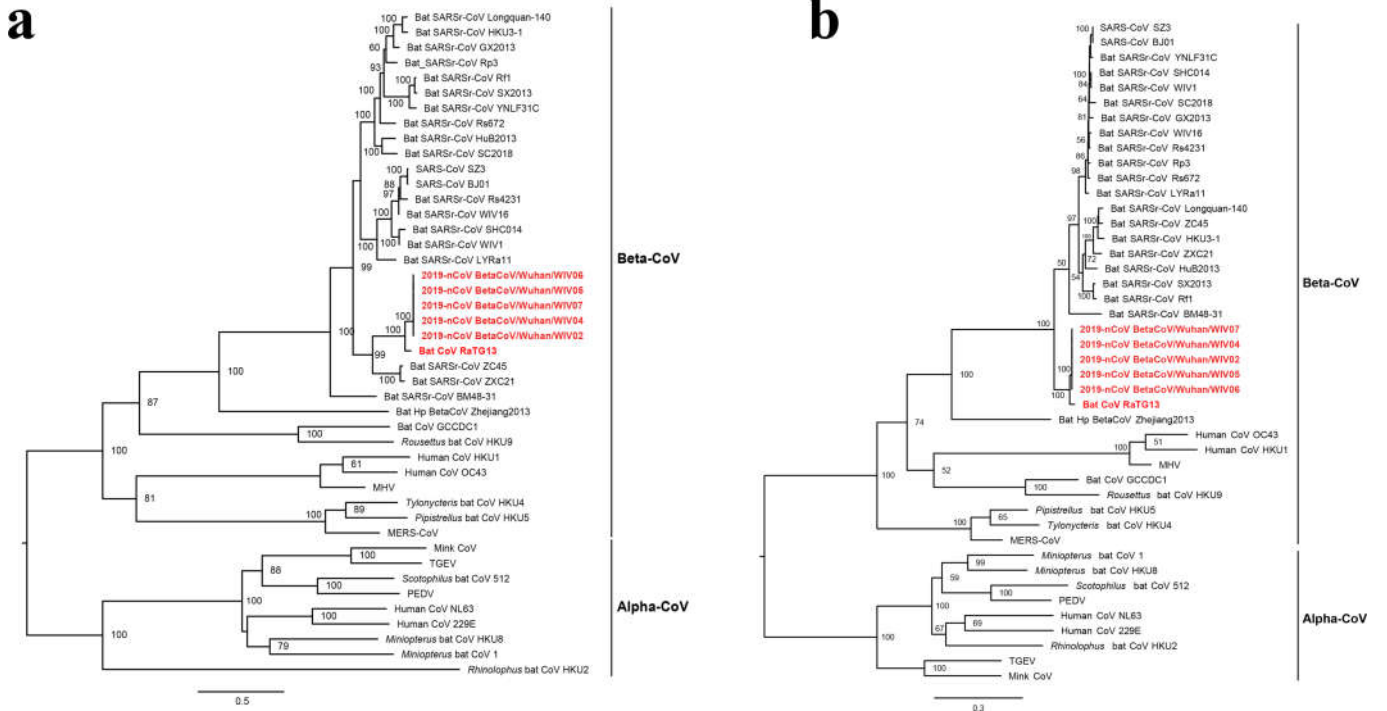 a
100
Bat SARSr-CoV Longquan-140
100
Bat SARSr-CoV HKU3-1
60
Bat SARSr-CoV GX2013
93
Bat_SARSr-CoV Rp3
100
Bat SARSr-CoV Rf1
Bat SARSr-CoV SX2013
100
Bat SARSr-CoV YNLF31C
100
Bat SARSr-CoV Rs672
Bat SARSr-CoV HuB2013
100
Bat SARSr-CoV SC2018
100
SARS-CoV SZ3
88
SARS-CoV BJ01
97
Bat SARSr-CoV Rs4231
Bat SARSr-CoV WIV16
100
Bat SARSr-CoV SHC014
100
100
Bat SARSr-CoV WIV1
Bat SARSr-CoV LYRa11
99
2019-nCoV BetaCoV/Wuhan/WIV06
2019-nCoV BetaCoV/Wuhan/WIV06
2019-nCoV BetaCoV/Wuhan/WIV07
2019-nCoV BetaCoV/Wuhan/WIV04
100
100
100
2019-nCoV BetaCoV/Wuhan/WIV02
Bat CoV RaTG13
99
Bat SARSr-CoV ZC45
100
Bat SARSr-CoV ZXC21
100
Bat SARSr-CoV BM48-31
Bat Hp BetaCoV Zhejiang2013
87
Bat CoV GCCDC1
100
Rousettus bat CoV HKU9
100
Human CoV HKU1
61
Human CoV OC43
MHV
81
Tylonycteris bat CoV HKU4
89
100
Pipistrellus bat CoV HKU5
MERS-CoV
Mink CoV
100
TGEV
86
Scotophilus bat CoV 512
100
PEDV
100
Human CoV NL63
100
Human CoV 229E
Miniopterus bat CoV HKU8
79
Miniopterus bat CoV 1
100
Rhinolophus bat CoV HKU2
0.5
Beta-CoV
Alpha-CoV
b
100
SARS-CoV SZ3
SARS-CoV BJ01
Bat SARSr-CoV YNLF31C
100
Bat SARSr-CoV SHC014
84
Bat SARSr-CoV WIV1
64
Bat SARSr-CoV SC2018
81
Bat SARSr-CoV GX2013
56
Bat SARSr-CoV WIV16
Bat SARSr-CoV Rs4231
86
Bat SARSr-CoV Rp3
98
Bat SARSr-CoV Rs672
Bat SARSr-CoV LYRa11
97
Bat SARSr-CoV Longquan-140
100
Bat SARSr-CoV ZC45
100
Bat SARSr-CoV HKU3-1
72
Bat SARSr-CoV ZXC21
50
Bat SARSr-CoV HuB2013
54
Bat SARSr-CoV SX2013
100
Bat SARSr-CoV Rf1
Bat SARSr-CoV BM48-31
100
2019-nCoV BetaCoV/Wuhan/WIV07
2019-nCoV BetaCoV/Wuhan/WIV04
2019-nCoV BetaCoV/Wuhan/WIV02
100
100
2019-nCoV BetaCoV/Wuhan/WIV05
2019-nCoV BetaCoV/Wuhan/WIV06
100
Bat CoV RaTG13
Bat Hp BetaCoV Zhejiang2013
74
Human CoV OC43
51
100
Human CoV HKU1
MHV
52
Bat CoV GCCDC1
100
Rousettus bat CoV HKU9
100
Pipistrellus bat CoV HKU5
65
100
Tylonycteris bat CoV HKU4
MERS-CoV
Miniopterus bat CoV 1
99
Miniopterus bat CoV HKU8
59
Scotophilus bat CoV 512
100
PEDV
100
Human CoV NL63
69
67
Human CoV 229E
100
Rhinolophus bat CoV HKU2
TGEV
100
Mink CoV
0.3
Beta-CoV
Alpha-CoV